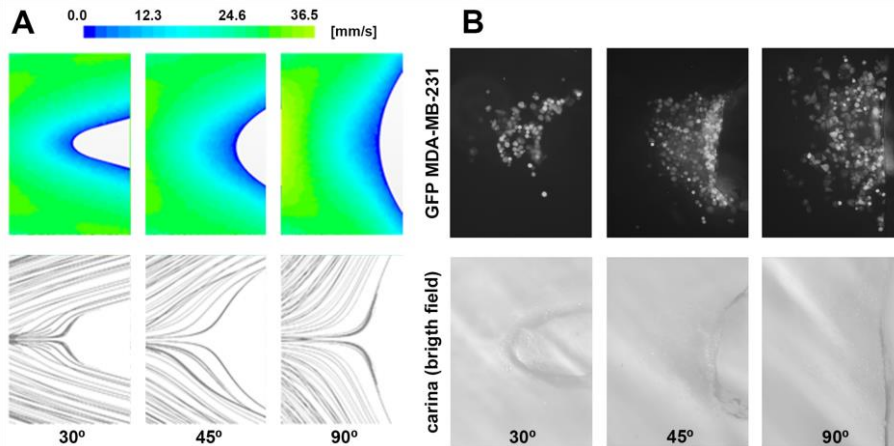 A
0.0 12.3 24.6 36.5
[mm/s]
30º 45º 90º
B
GFP MDA-MB-231
carina (brigth field)
30º 45º 90º